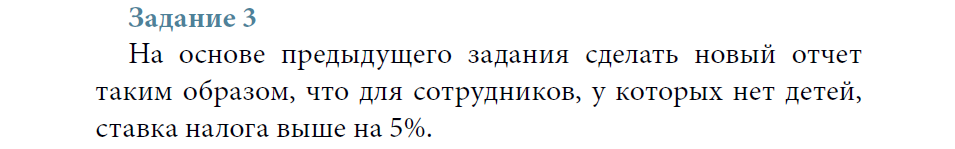 Задание 3
На основе предыдущего задания сделать новый отчет
таким образом, что для сотрудников, у которых нет детей,
ставка налога выше на 5%.